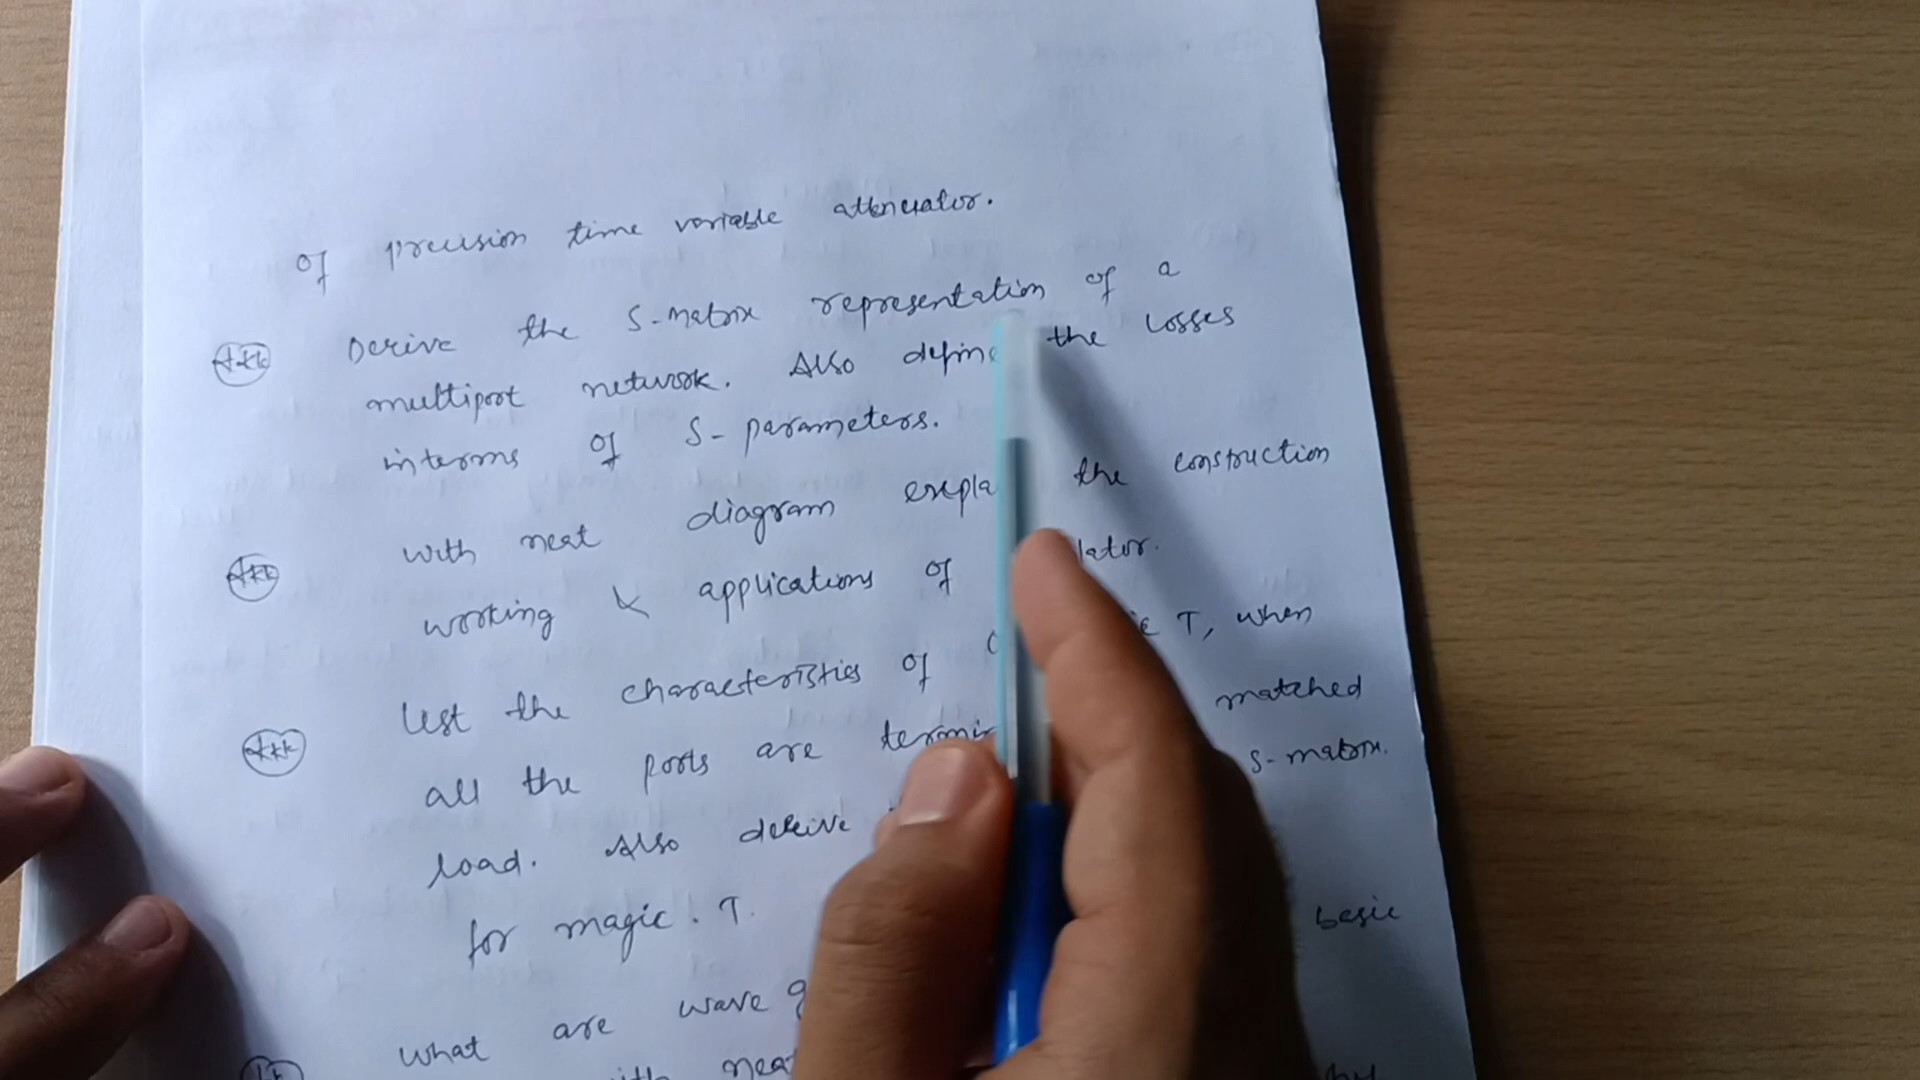 of precision time variable attenuator.
*** Derive the S-matrix representation of a
multiport network. Also define the losses
interms of S-parameters.
*** With neat diagram the construction
working & applications of
*** List the characteristics of T, when
all the ports are matched
load. Also derive S-matrix.
for magic. T.
basic
what are wave
neat
by